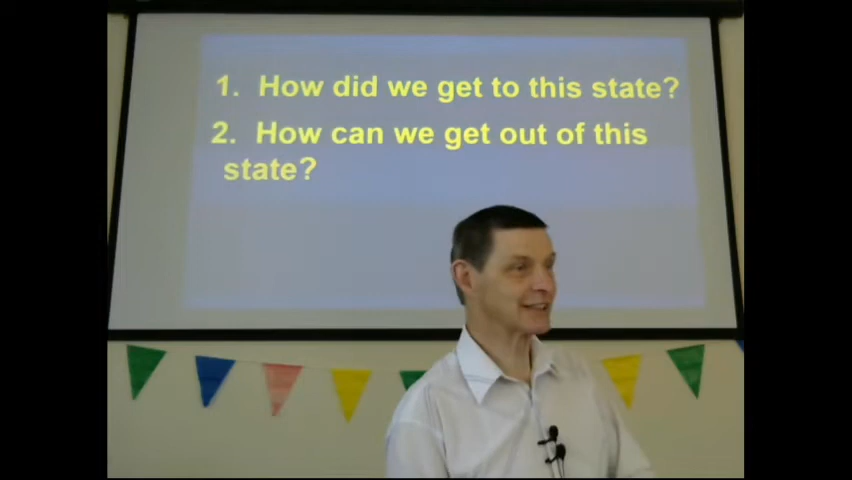 1. How did we get to this state?
2. How can we get out of this
state?